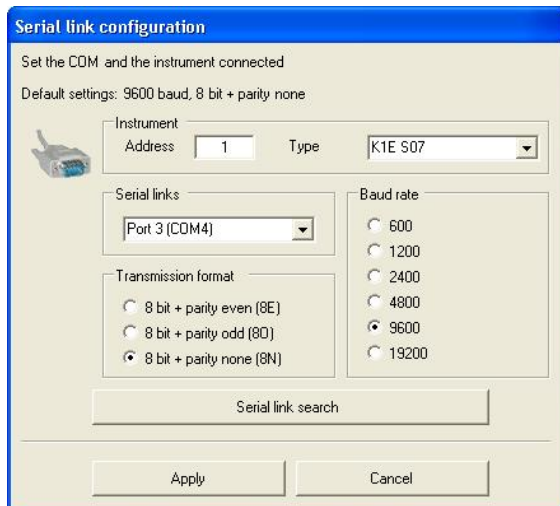 Serial link configuration
Set the COM and the instrument connected
Default settings: 9600 baud, 8 bit + parity none
Instrument
Address 1 Type K1E S07
Serial links
Port 3 (COM4)
Transmission format
8 bit + parity even (8E)
8 bit + parity odd (8O)
8 bit + parity none (8N)
Baud rate
600
1200
2400
4800
9600
19200
Serial link search
Apply Cancel